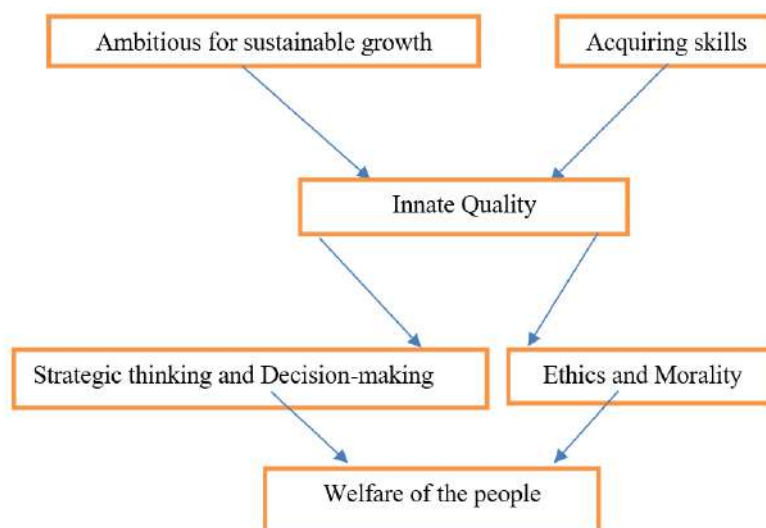 Ambitious for sustainable growth
Acquiring skills
Innate Quality
Strategic thinking and Decision-making
Ethics and Morality
Welfare of the people